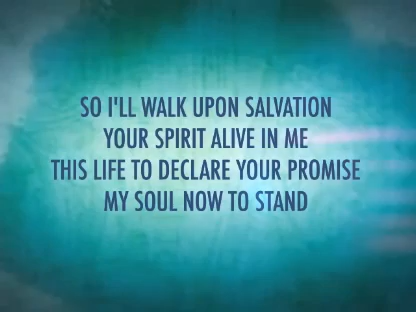 SO I'LL WALK UPON SALVATION
YOUR SPIRIT ALIVE IN ME
THIS LIFE TO DECLARE YOUR PROMISE
MY SOUL NOW TO STAND